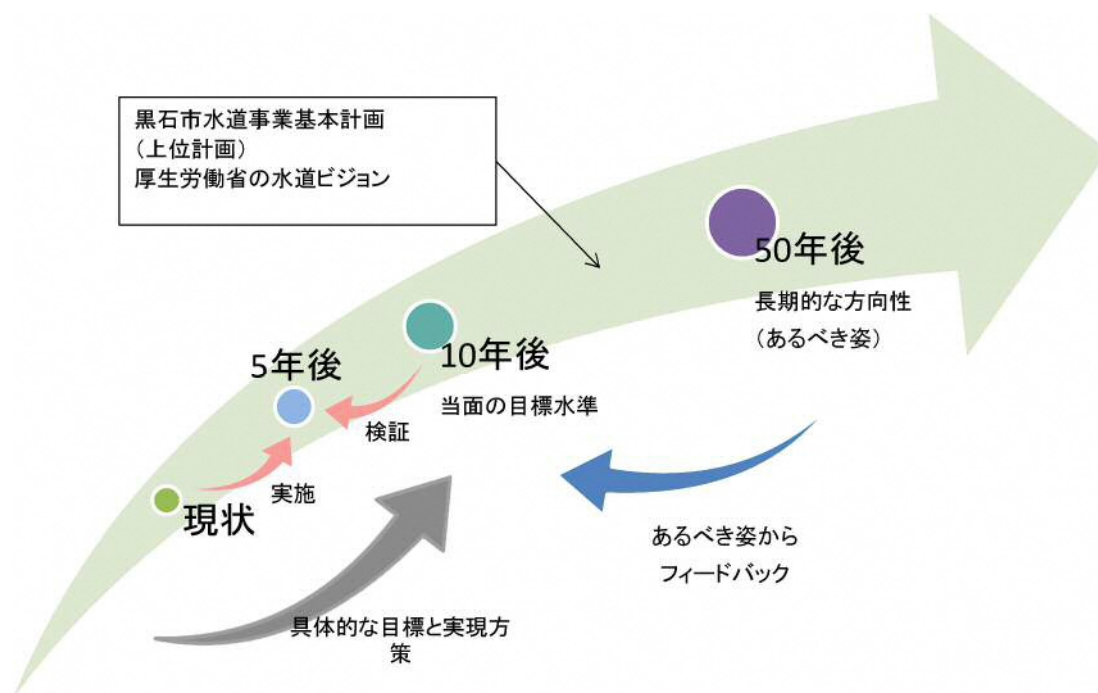 黒石市水道事業基本計画
（上位計画）
厚生労働省の水道ビジョン
50年後
長期的な方向性
（あるべき姿）
10年後
当面の目標水準
5年後
検証
実施
現状
あるべき姿から
フィードバック
具体的な目標と実現方
策